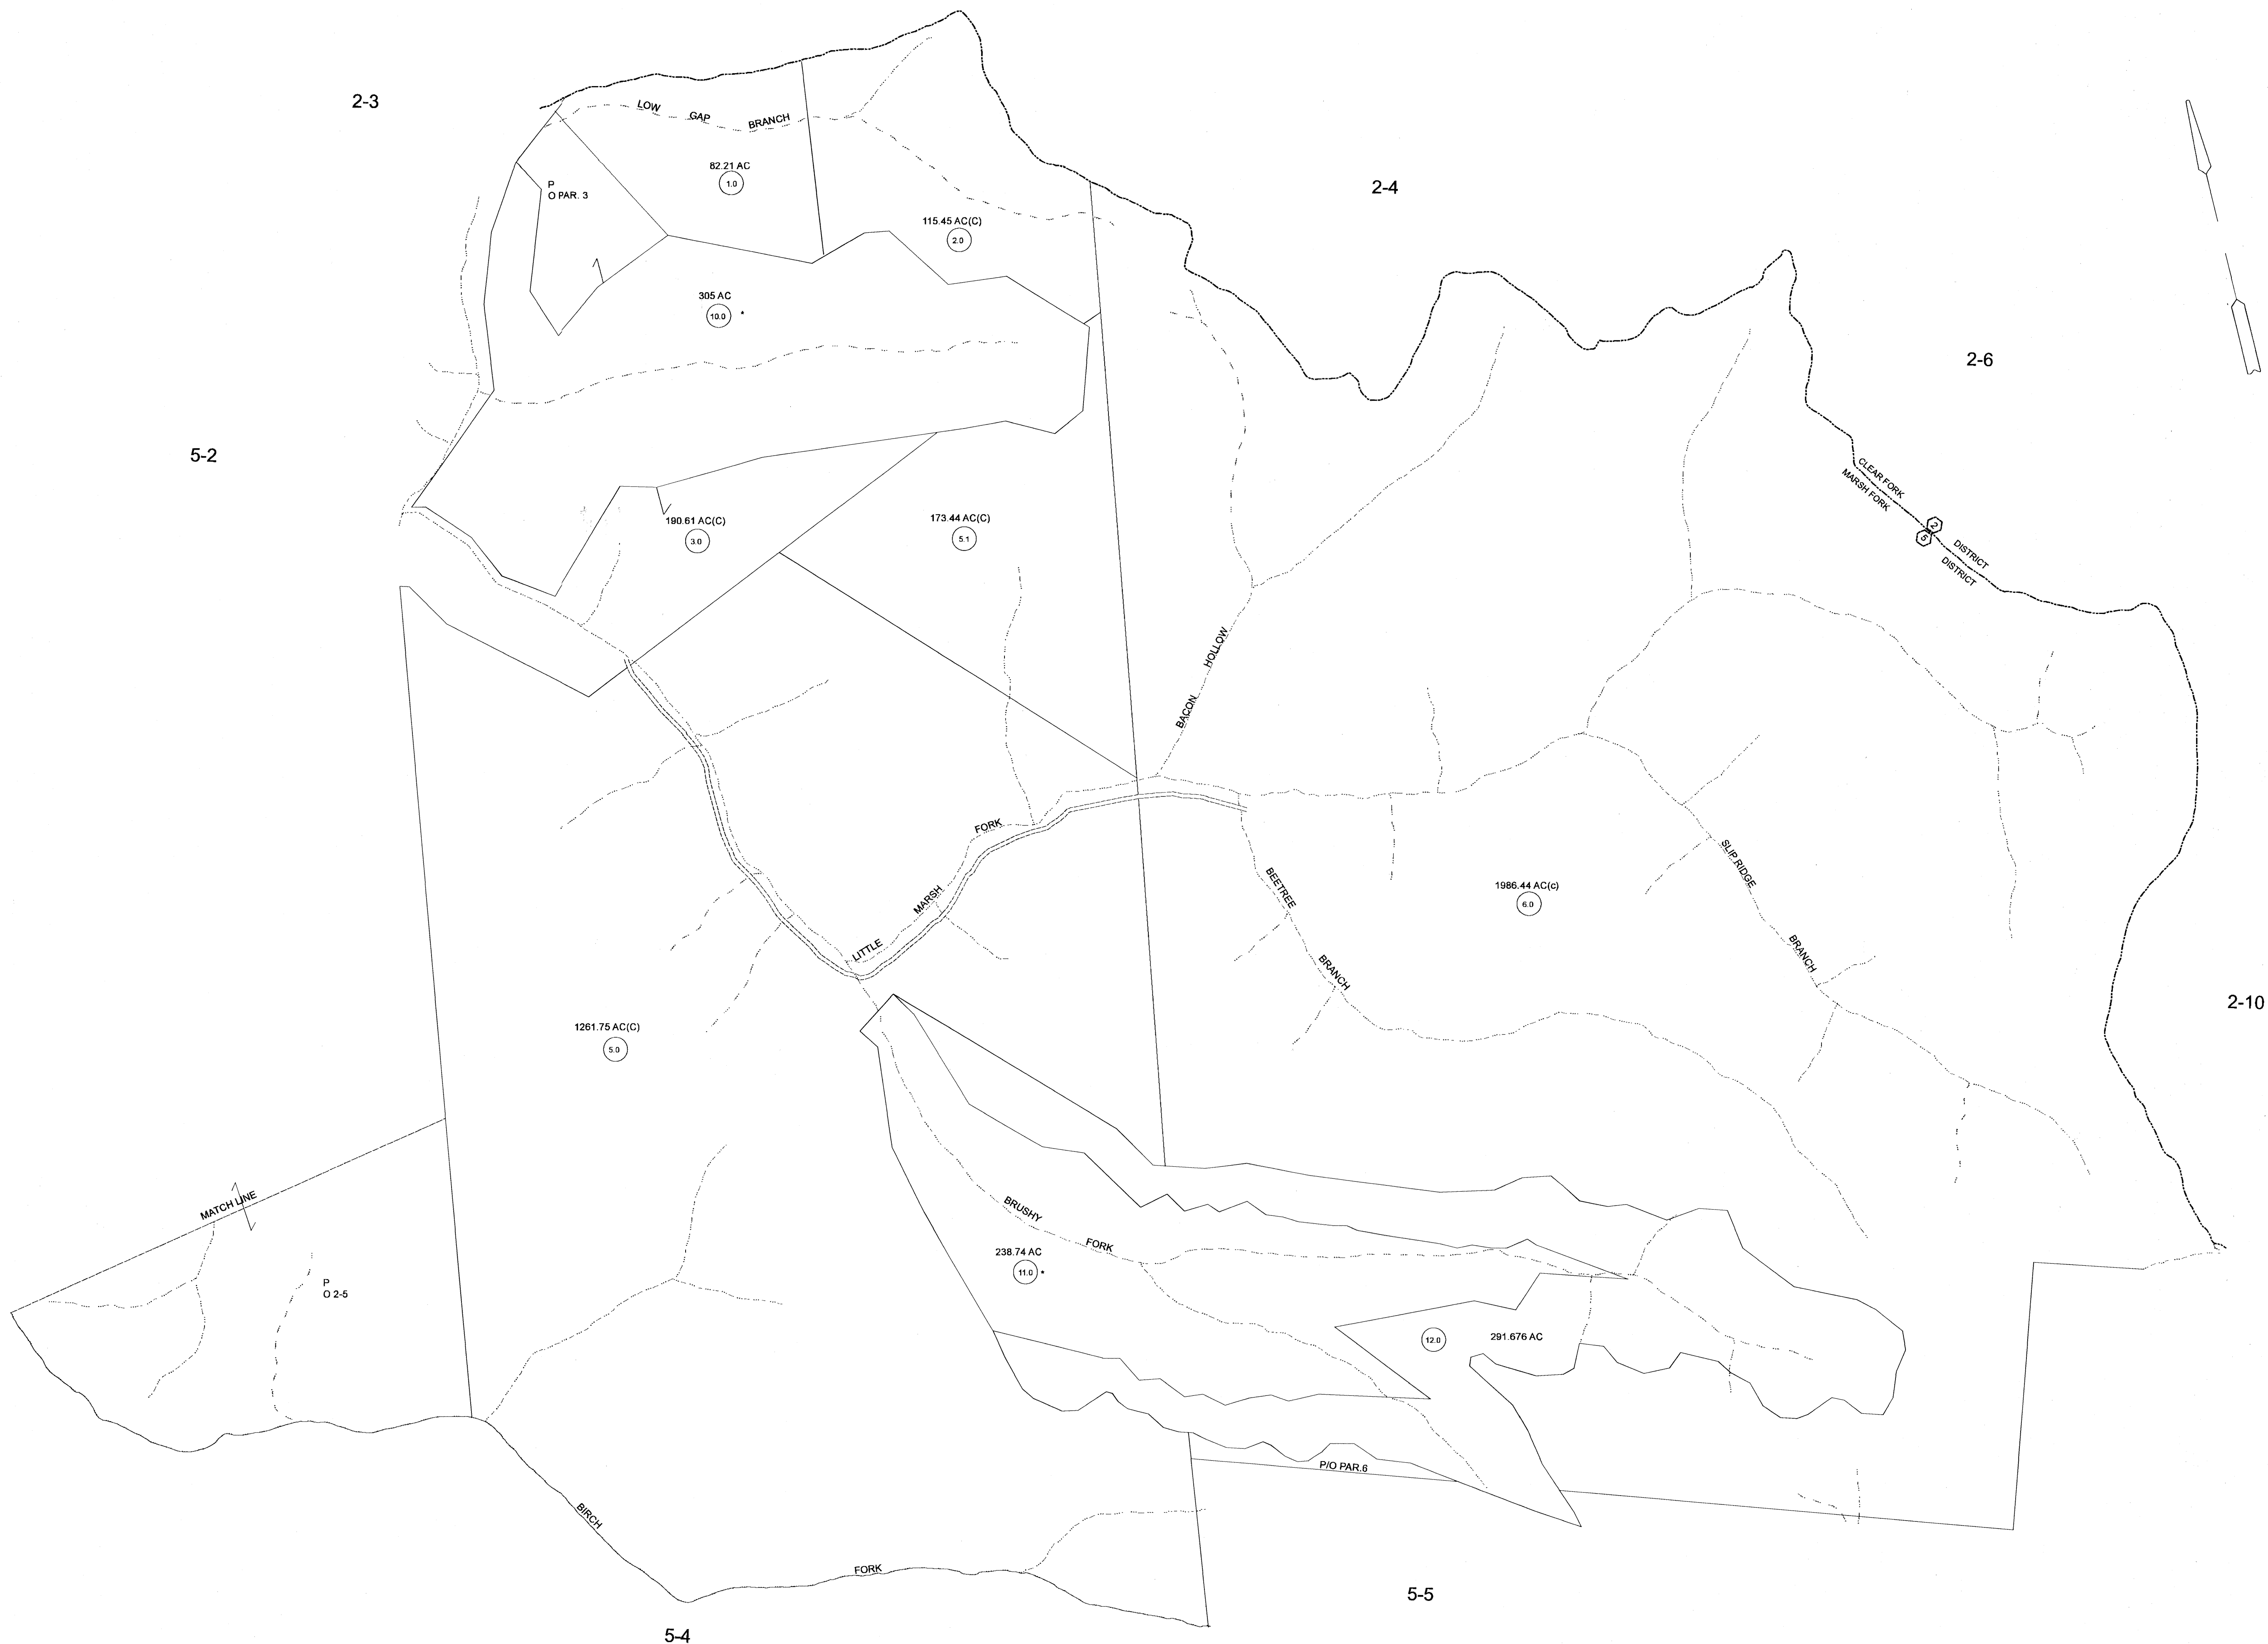 2-3
LOW GAP BRANCH
82.21 AC
1.0
P
O PAR. 3
2-4
115.45 AC(C)
2.0
305 AC
10.0 *
2-6
5-2
CLEAR FORK
MARSH FORK
2
5
DISTRICT
DISTRICT
190.61 AC(C)
3.0
173.44 AC(C)
5.1
BACON HOLLOW
LITTLE MARSH FORK
BEETREE BRANCH
1986.44 AC(c)
6.0
SLIP RIDGE BRANCH
2-10
1261.75 AC(C)
5.0
MATCH LINE
P
O 2-5
BRUSHY FORK
238.74 AC
11.0 *
12.0
291.676 AC
P/O PAR.6
BIRCH FORK
5-5
5-4